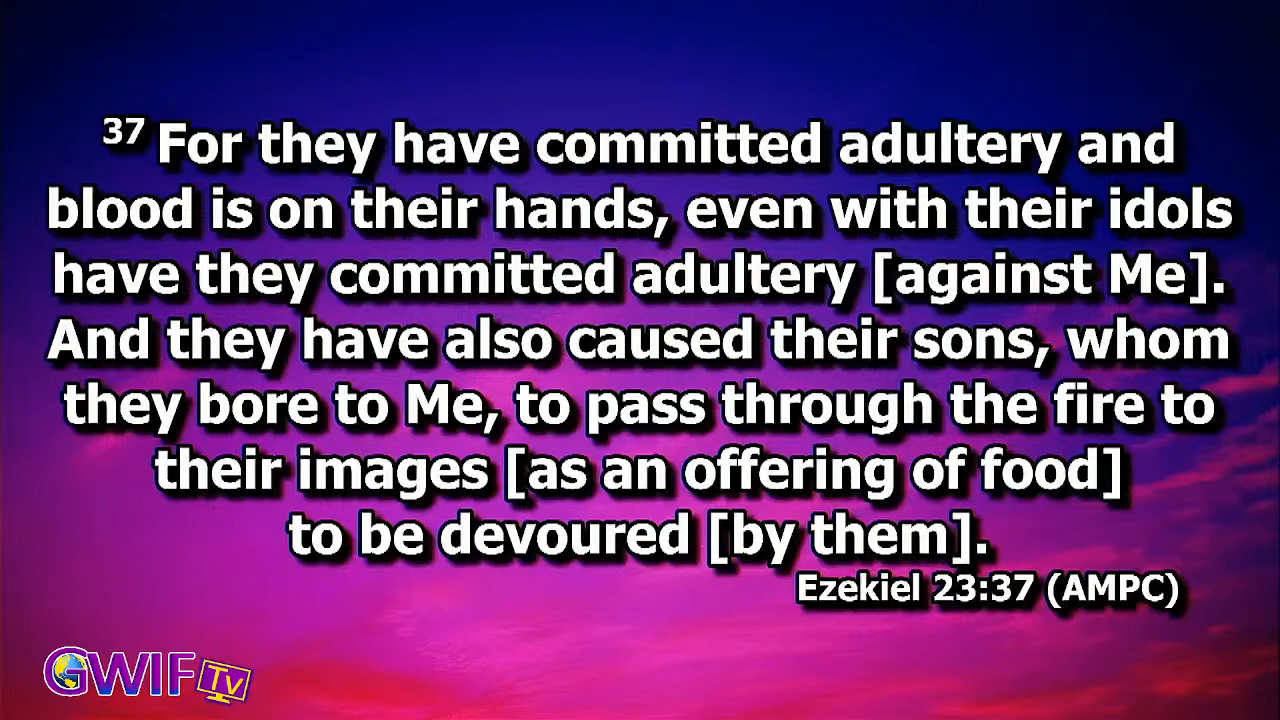 37 For they have committed adultery and
blood is on their hands, even with their idols
have they committed adultery [against Me].
And they have also caused their sons, whom
they bore to Me, to pass through the fire to
their images [as an offering of food]
to be devoured [by them].
Ezekiel 23:37 (AMPC)
GWIF Tv